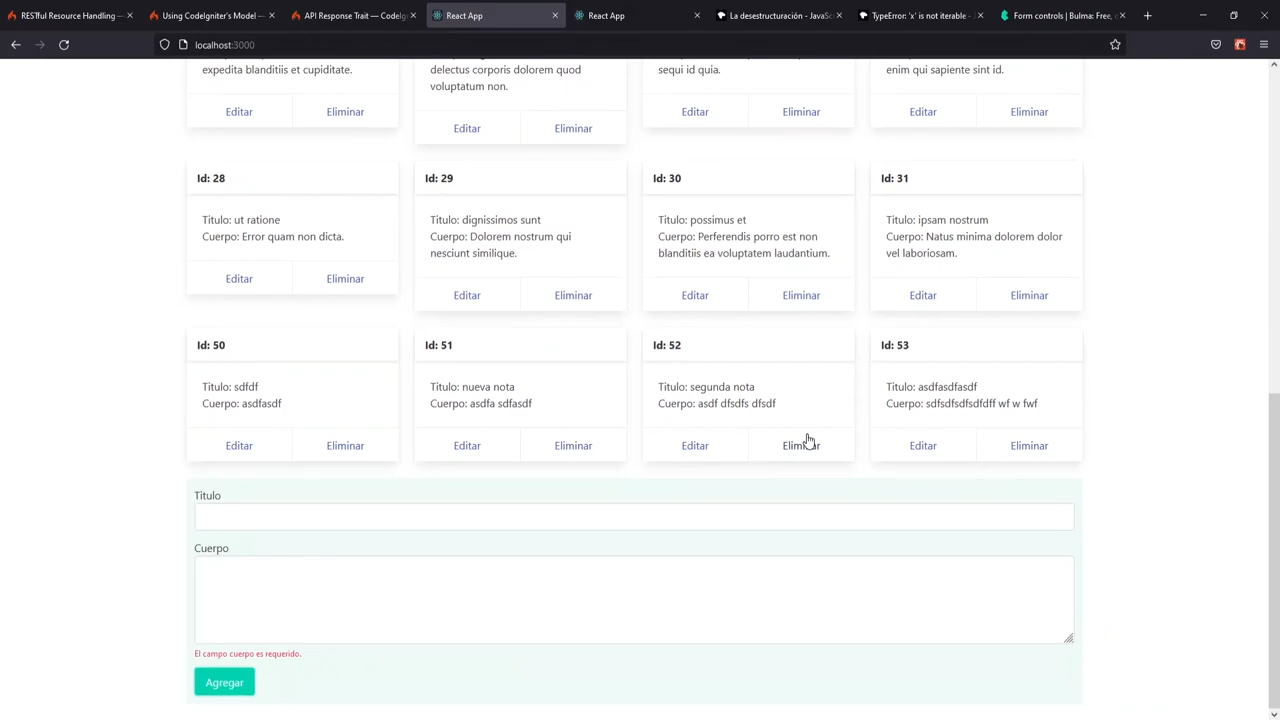 RESTful Resource Handling —
Using CodeIgniter's Model —
API Response Trait — CodeIg
React App
React App
La desestructuración - JavaSc
TypeError: 'x' is not iterable -
Form controls | Bulma: Free,
localhost:3000
expedita blanditiis et cupiditate.
delectus corporis dolorem quod
voluptatum non.
sequi id quia.
enim qui sapiente sint id.
Editar Eliminar
Editar Eliminar
Editar Eliminar
Editar Eliminar
Id: 28
Titulo: ut ratione
Cuerpo: Error quam non dicta.
Editar Eliminar
Id: 29
Titulo: dignissimos sunt
Cuerpo: Dolorem nostrum qui
nesciunt similique.
Editar Eliminar
Id: 30
Titulo: possimus et
Cuerpo: Perferendis porro est non
blanditiis ea voluptatem laudantium.
Editar Eliminar
Id: 31
Titulo: ipsam nostrum
Cuerpo: Natus minima dolorem dolor
vel laboriosam.
Editar Eliminar
Id: 50
Titulo: sdfdf
Cuerpo: asdfasdf
Editar Eliminar
Id: 51
Titulo: nueva nota
Cuerpo: asdfa sdfasdf
Editar Eliminar
Id: 52
Titulo: segunda nota
Cuerpo: asdf dfsdfs dfsdf
Editar Eliminar
Id: 53
Titulo: asdfasdfasdf
Cuerpo: sdfsdfsdfsdfdff wf w fwf
Editar Eliminar
Titulo
Cuerpo
El campo cuerpo es requerido.
Agregar